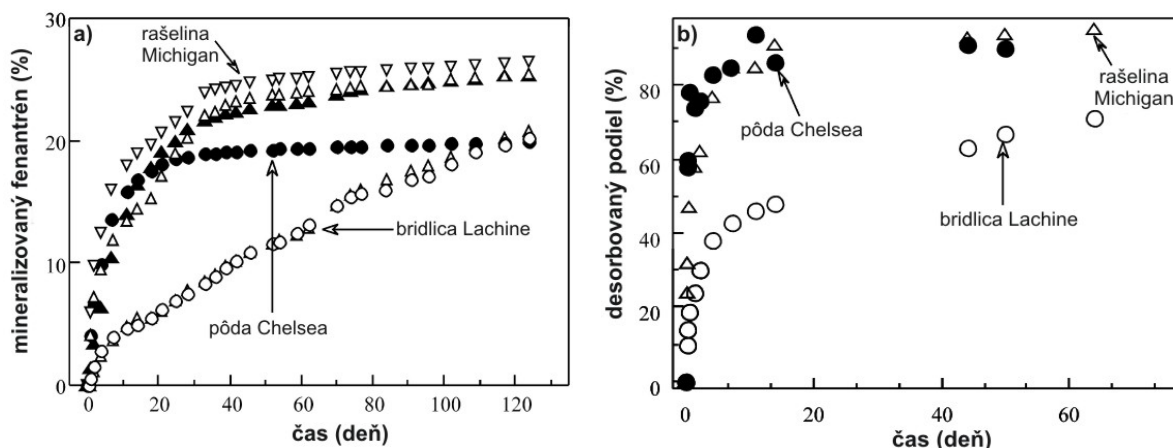 a)
mineralizovaný fenantrén (%)
30
20
10
0
rašelina
Michigan
bridlica Lachine
pôda Chelsea
0
20
40
60
80
100
120
čas (deň)
b)
desorbovaný podiel (%)
80
60
40
20
0
rašelina
Michigan
pôda Chelsea
bridlica Lachine
0
20
40
60
čas (deň)